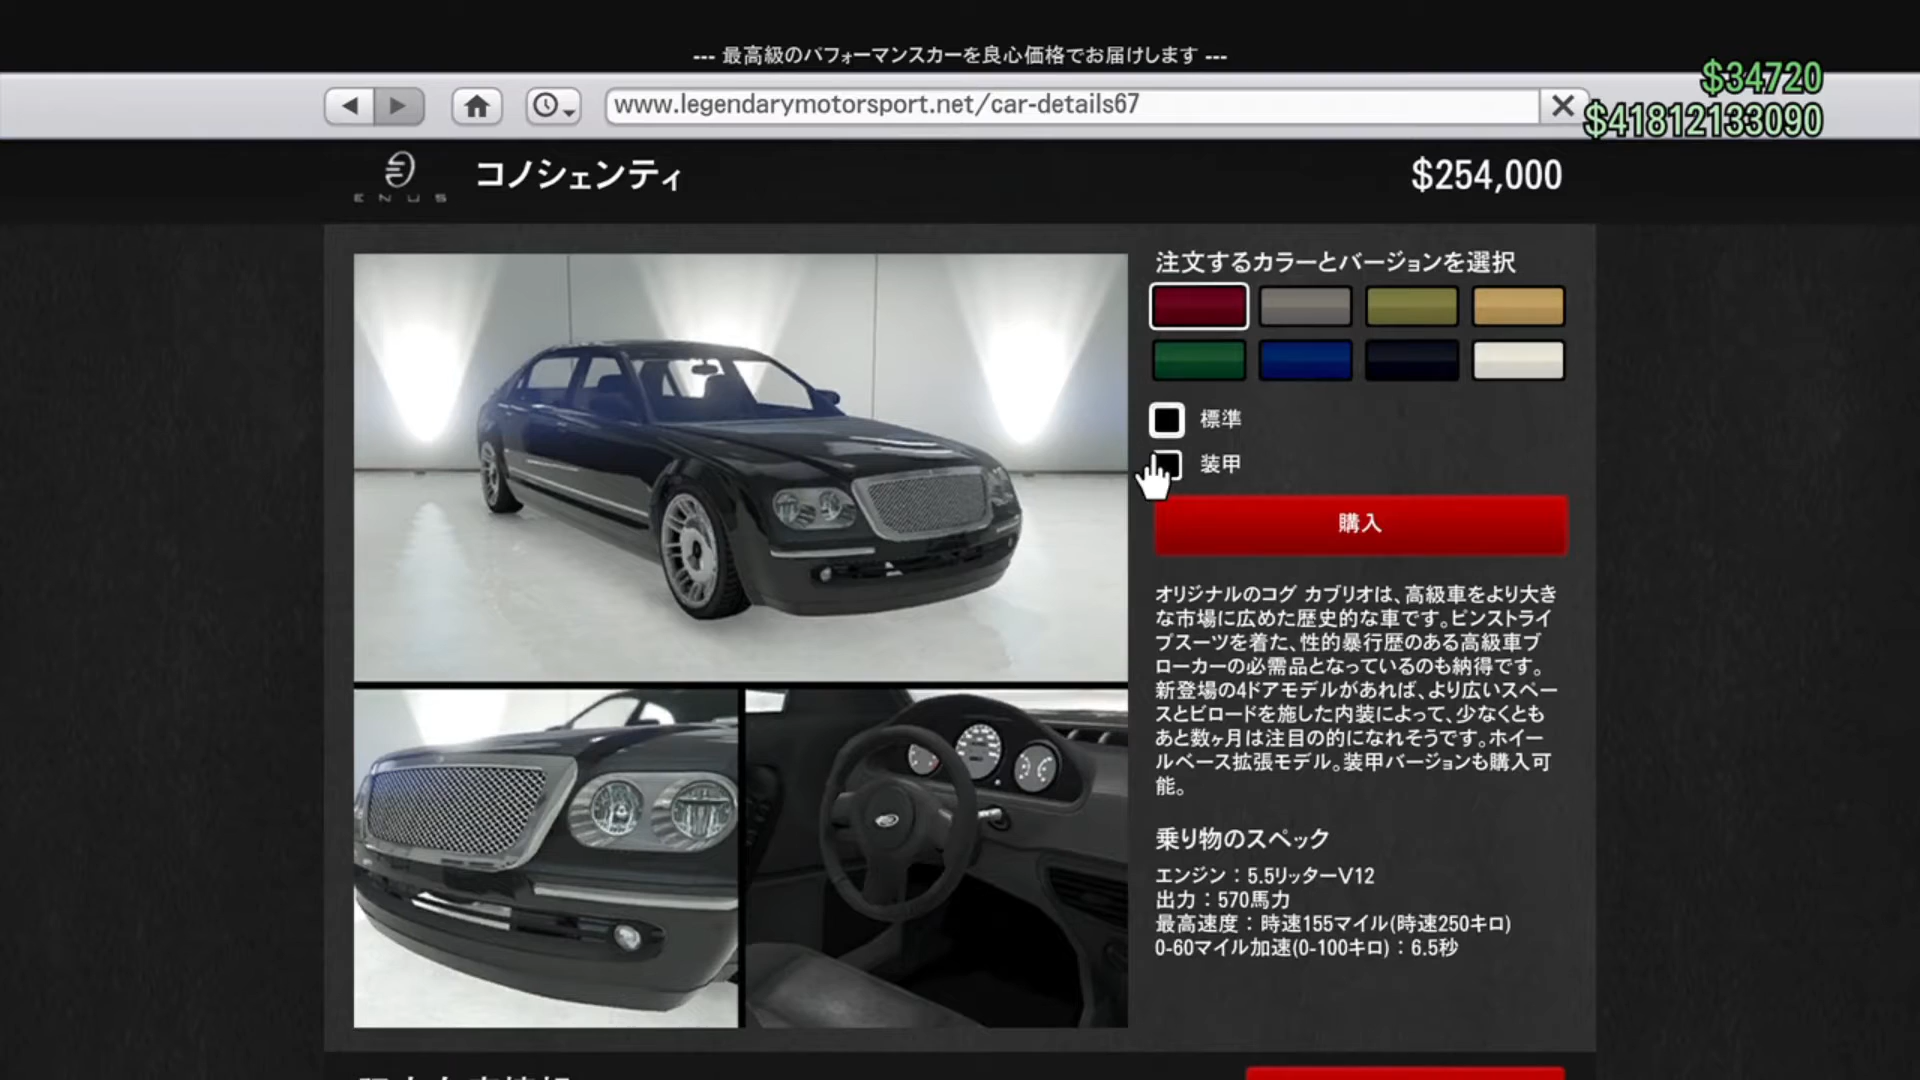 --- 最高級のパフォーマンスカーを良心価格でお届けします ---
$34720
www.legendarymotorsport.net/car-details67
$41812133090
ENUS
コノシェンティ
$254,000
注文するカラーとバージョンを選択
標準
装甲
購入
オリジナルのコグ カブリオは、高級車をより大き
な市場に広めた歴史的な車です。ピンストライ
プスーツを着た、性的暴行歴のある高級車ブ
ローカーの必需品となっているのも納得です。
新登場の4ドアモデルがあれば、より広いスペー
スとビロードを施した内装によって、少なくとも
あと数ヶ月は注目の的になれそうです。ホイー
ルベース拡張モデル。装甲バージョンも購入可
能。
乗り物のスペック
エンジン：5.5リッターV12
出力：570馬力
最高速度：時速155マイル(時速250キロ)
0-60マイル加速(0-100キロ)：6.5秒